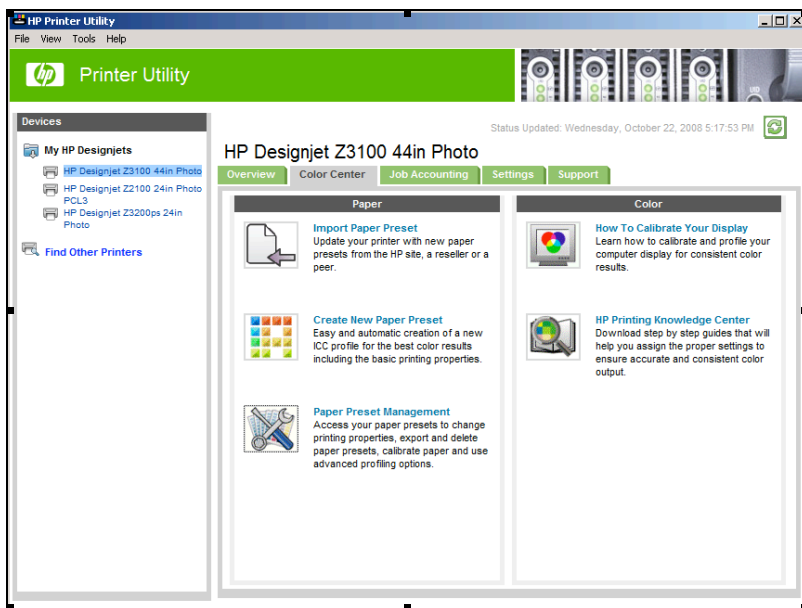 HP Printer Utility
File View Tools Help
hp Printer Utility
UID
Devices
Status Updated: Wednesday, October 22, 2008 5:17:53 PM
My HP Designjets
HP Designjet Z3100 44in Photo
HP Designjet Z2100 24in Photo
PCL3
HP Designjet Z3200ps 24in
Photo
Find Other Printers
HP Designjet Z3100 44in Photo
Overview Color Center Job Accounting Settings Support
Paper
Import Paper Preset
Update your printer with new paper
presets from the HP site, a reseller or a
peer.
Create New Paper Preset
Easy and automatic creation of a new
ICC profile for the best color results
including the basic printing properties.
Paper Preset Management
Access your paper presets to change
printing properties, export and delete
paper presets, calibrate paper and use
advanced profiling options.
Color
How To Calibrate Your Display
Learn how to calibrate and profile your
computer display for consistent color
results.
HP Printing Knowledge Center
Download step by step guides that will
help you assign the proper settings to
ensure accurate and consistent color
output.